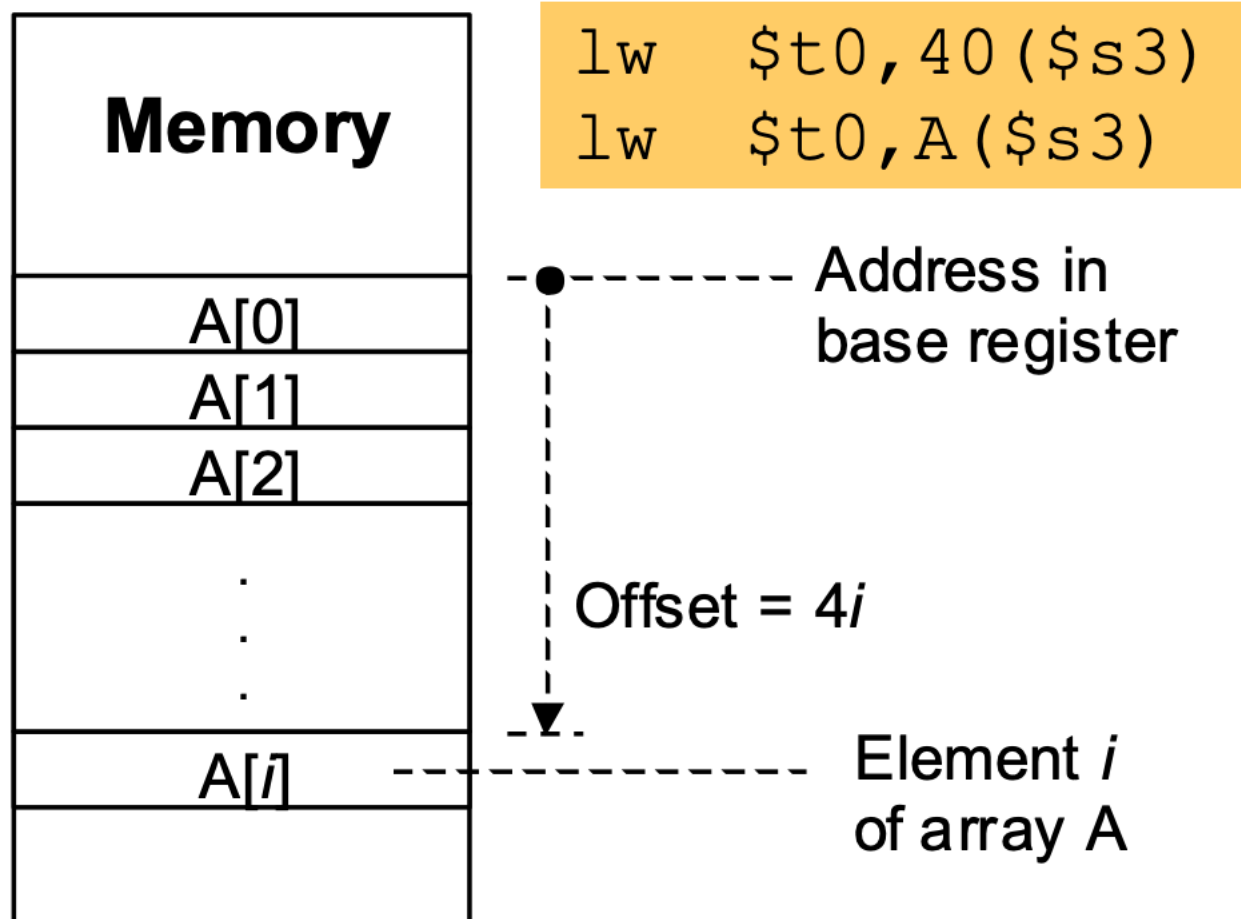 lw $t0,40($s3)
lw $t0,A($s3)
Memory
Address in
base register
A[0]
A[1]
A[2]
.
.
.
Offset = 4i
A[i]
Element i
of array A